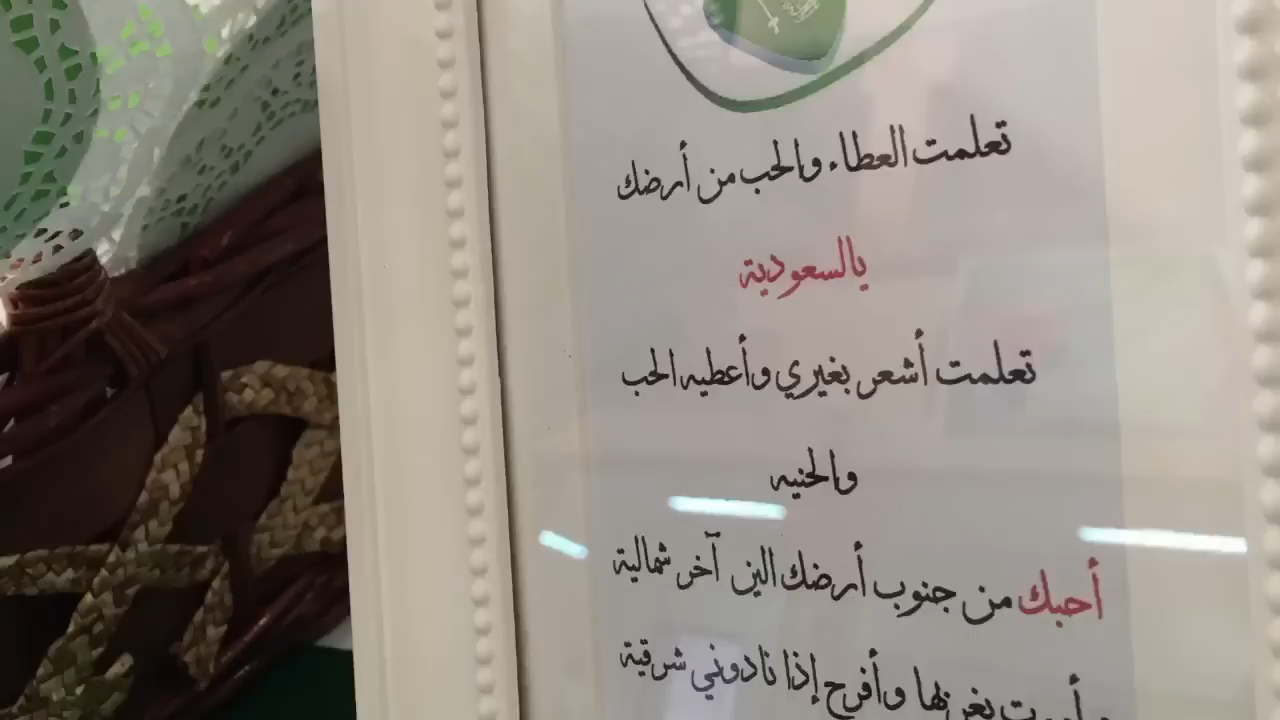 تعلمت العطاء والحب من أرضك
يالسعودية
تعلمت أشعر بغيري وأعطيه الحب
والحنيه
أحبك من جنوب أرضك الين آخر شمالية
بغربها وأفرح إذا نادوني شرقية